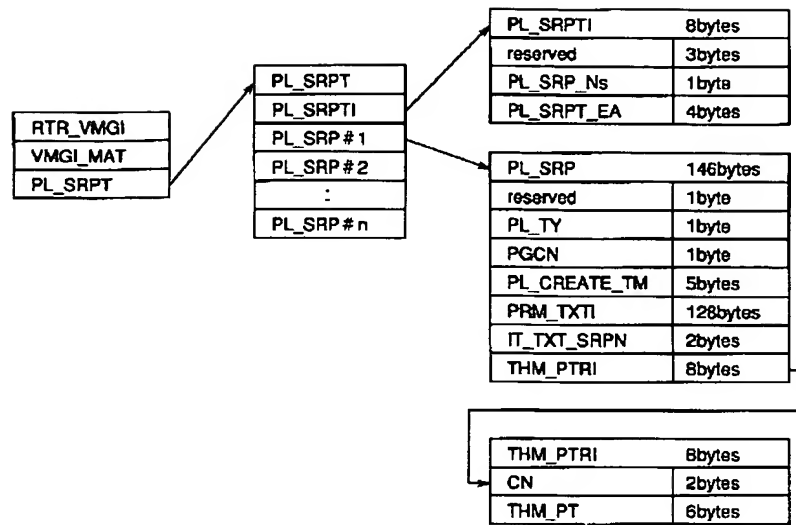 RTR_VMGI
VMGI_MAT
PL_SRPT
PL_SRPT
PL_SRPTI
PL_SRP#1
PL_SRP#2
:
PL_SRP#n
PL_SRPTI 8bytes
reserved 3bytes
PL_SRP_Ns 1byte
PL_SRPT_EA 4bytes
PL_SRP 146bytes
reserved 1byte
PL_TY 1byte
PGCN 1byte
PL_CREATE_TM 5bytes
PRM_TXTI 128bytes
IT_TXT_SRPN 2bytes
THM_PTRI 8bytes
THM_PTRI 8bytes
CN 2bytes
THM_PT 6bytes